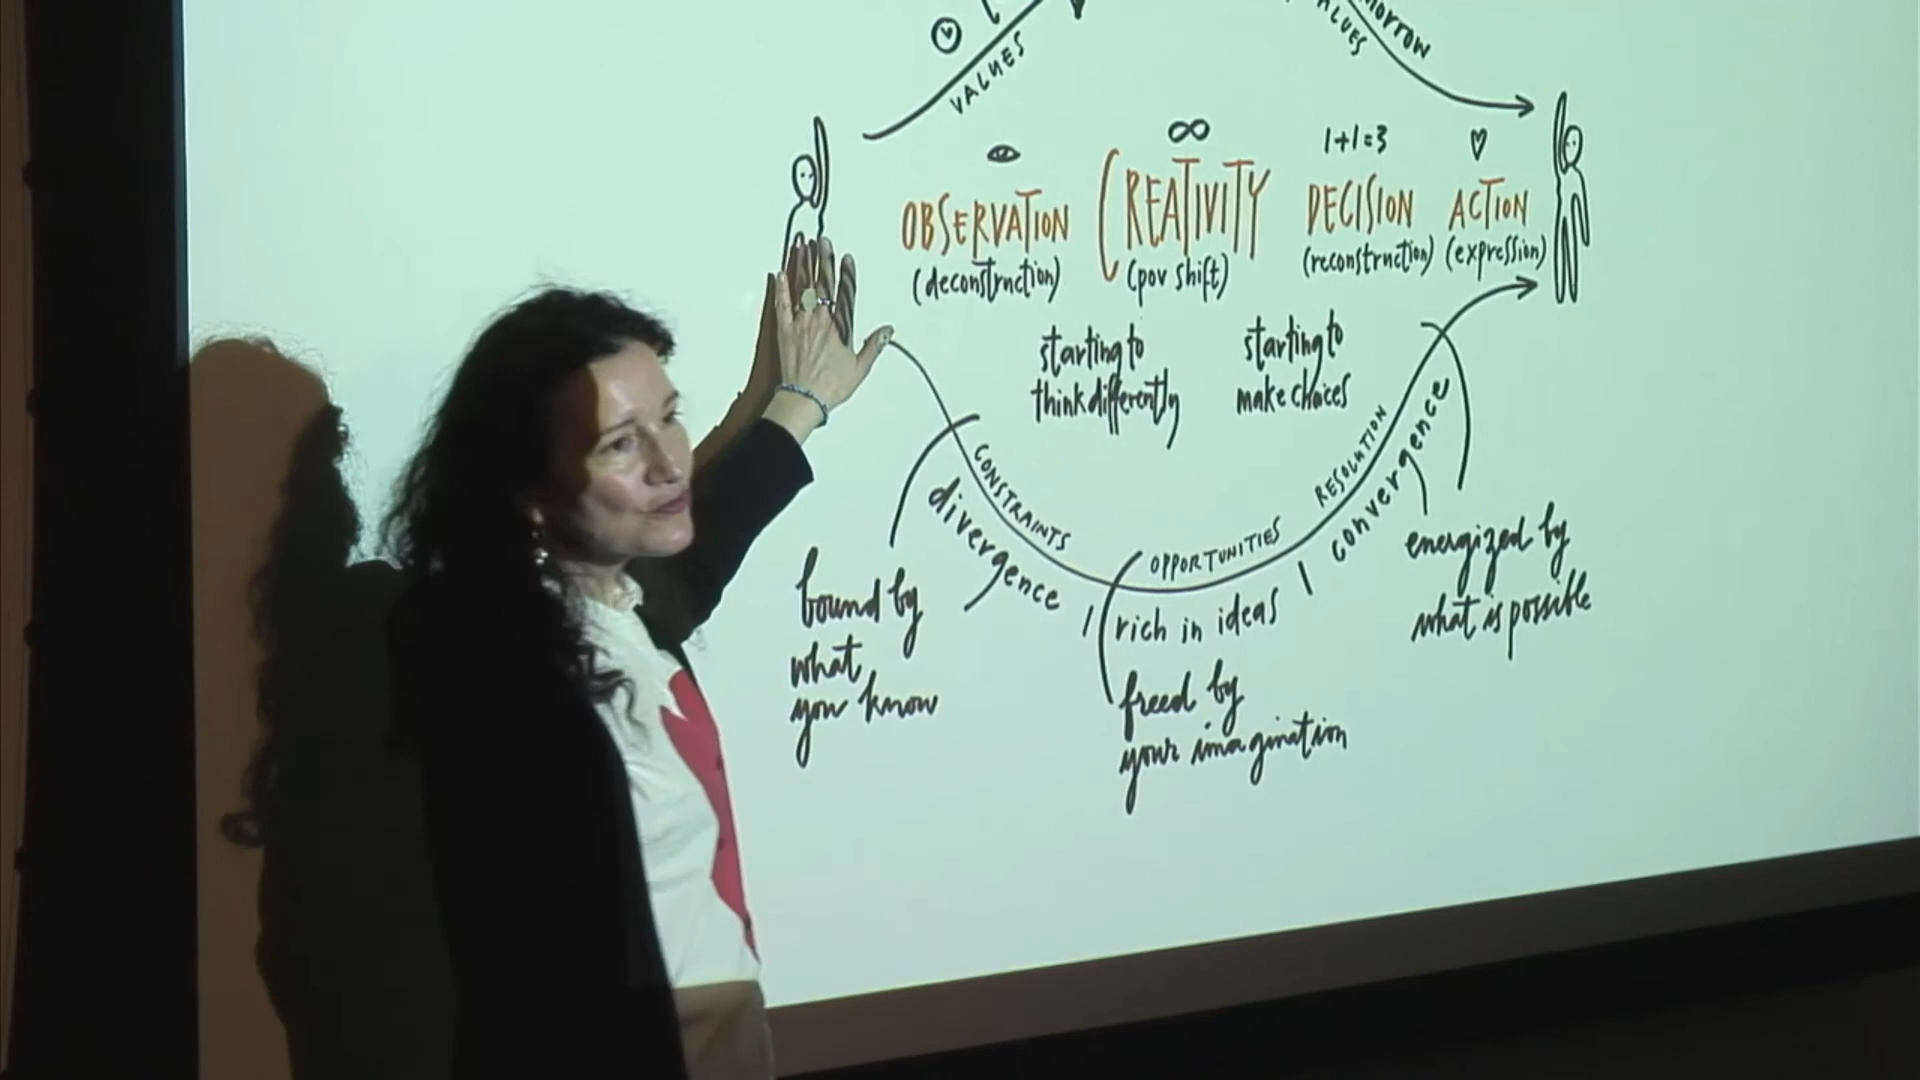 VALUES
VALUES
MORROW
1+1=3
OBSERVATION
(deconstruction)
CREATIVITY
(pov shift)
DECISION
(reconstruction)
ACTION
(expression)
starting to
think differently
starting to
make choices
CONSTRAINTS
divergence
OPPORTUNITIES
rich in ideas
RESOLUTION
convergence
bound by
what
you know
freed by
your imagination
energized by
what is possible